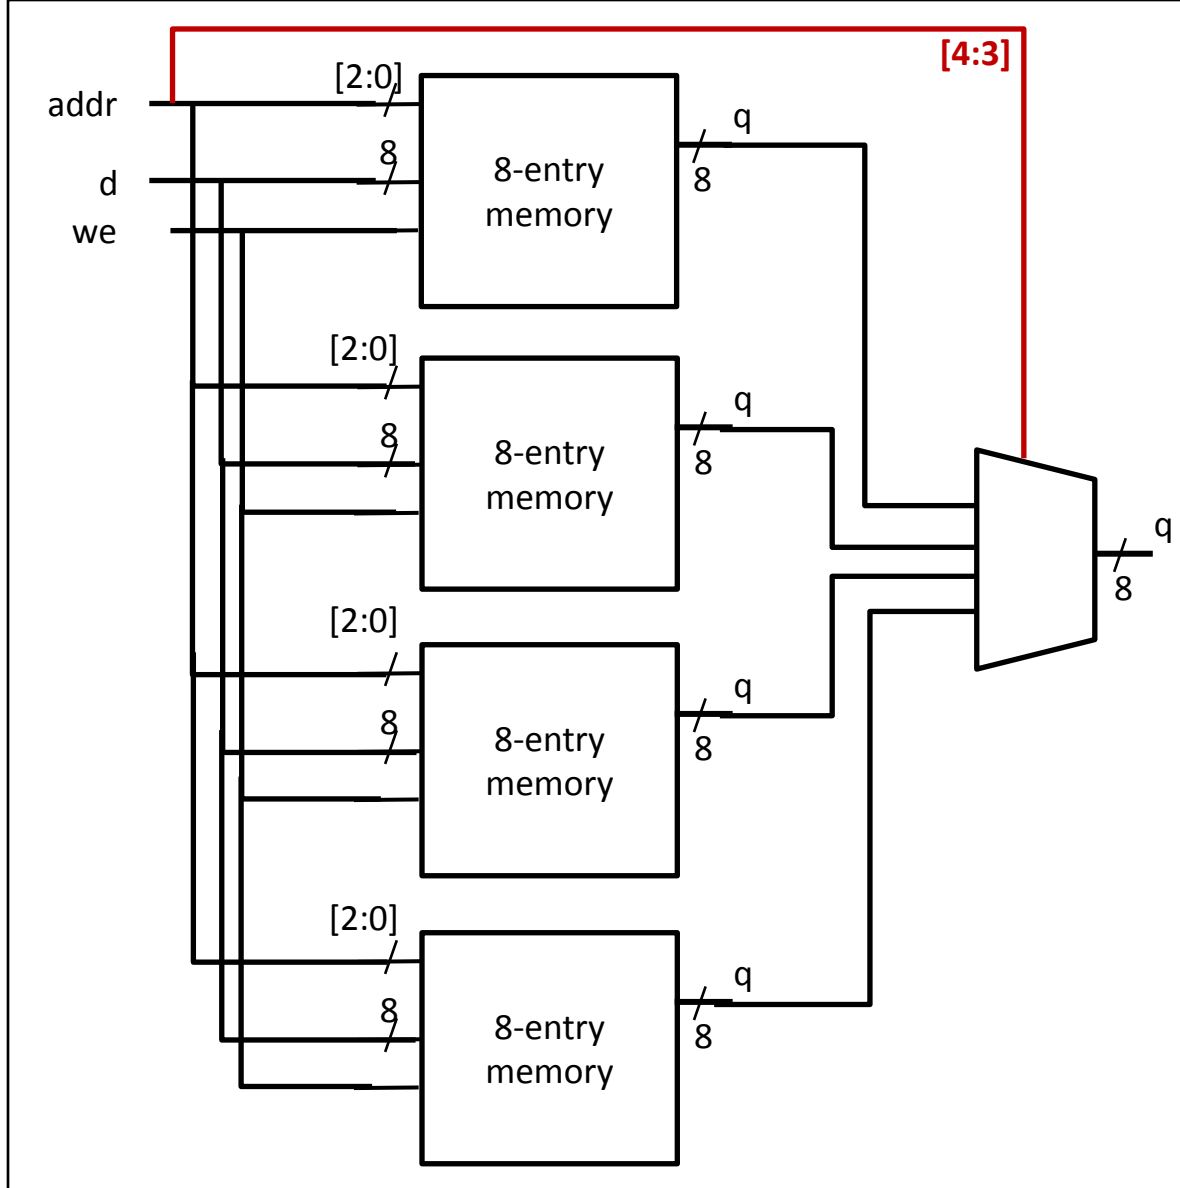 [4:3]
[2:0]
addr
q
8
8-entry
memory
d
8
we
[2:0]
q
8
8-entry
memory
8
q
8
[2:0]
q
8
8-entry
memory
8
[2:0]
q
8
8-entry
memory
8